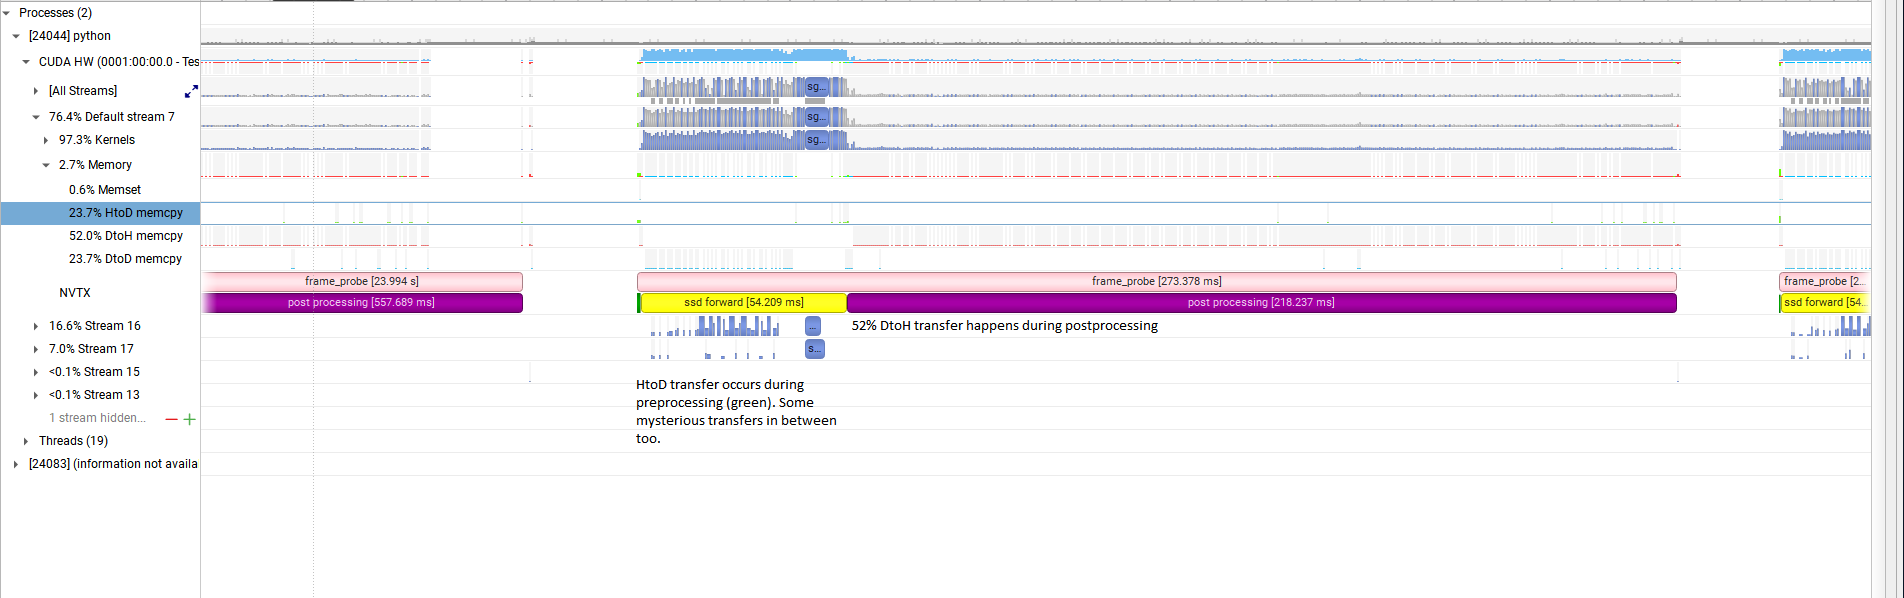 Processes (2)
[24044] python
CUDA HW (0001:00:00.0 - Tes
[All Streams]
sg...
76.4% Default stream 7
sg...
97.3% Kernels
sg...
2.7% Memory
0.6% Memset
23.7% HtoD memcpy
52.0% DtoH memcpy
23.7% DtoD memcpy
NVTX
frame_probe [23.994 s]
frame_probe [273.378 ms]
frame_probe [2...
post processing [557.689 ms]
ssd forward [54.209 ms]
post processing [218.237 ms]
ssd forward [54...
16.6% Stream 16
...
52% DtoH transfer happens during postprocessing
7.0% Stream 17
s...
<0.1% Stream 15
<0.1% Stream 13
HtoD transfer occurs during
preprocessing (green). Some
mysterious transfers in between
too.
1 stream hidden...
Threads (19)
[24083] (information not availa